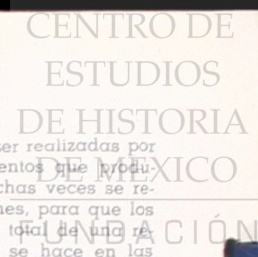 CENTRO DE
ESTUDIOS
DE HISTORIA
DE MÉXICO
FUNDACIÓN
ser realizadas por
entos que produ-
chas veces se re-
nes, para que los
total de una re-
se hace en las